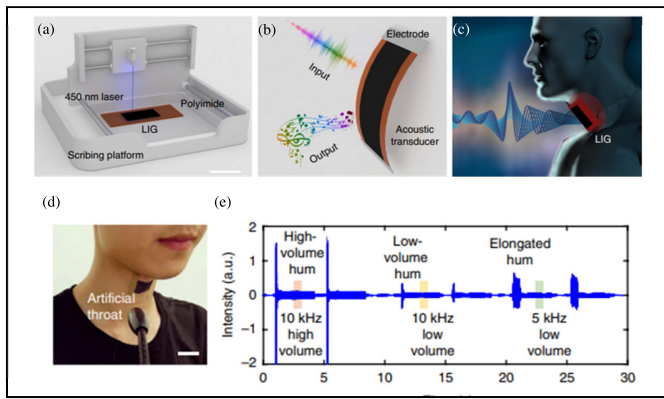 (a)
450 nm laser
Polyimide
LIG
Scribing platform
(b)
Electrode
Input
Output
Acoustic
transducer
(c)
LIG
(d)
Artificial
throat
(e)
Intensity (a.u.)
2
1
0
−1
−2
High-
volume
hum
Low-
volume
hum
Elongated
hum
10 kHz
high
volume
10 kHz
low
volume
5 kHz
low
volume
0 5 10 15 20 25 30